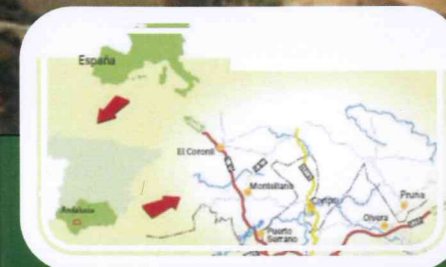 España
El Coronil
Montellano
Andalucía
Coripe
Pruna
Olvera
Puerto
Serrano